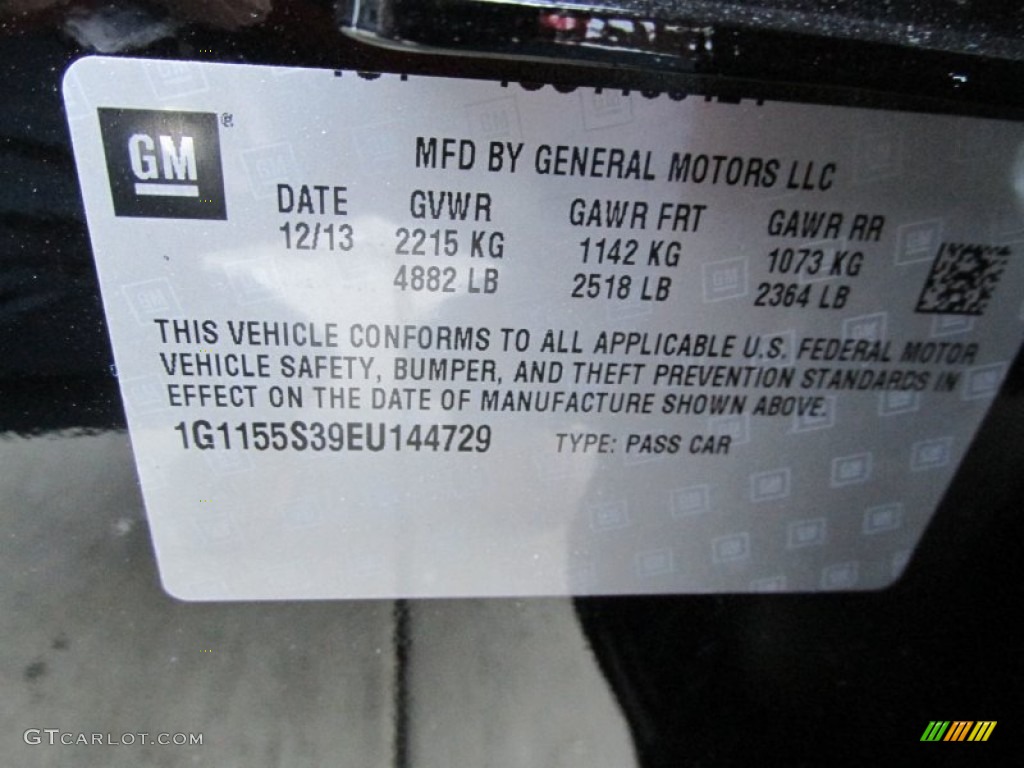 GM®
MFD BY GENERAL MOTORS LLC
DATE GVWR GAWR FRT GAWR RR
12/13 2215 KG 1142 KG 1073 KG
4882 LB 2518 LB 2364 LB
THIS VEHICLE CONFORMS TO ALL APPLICABLE U.S. FEDERAL MOTOR
VEHICLE SAFETY, BUMPER, AND THEFT PREVENTION STANDARDS IN
EFFECT ON THE DATE OF MANUFACTURE SHOWN ABOVE.
1G1155S39EU144729 TYPE: PASS CAR
GTCARLOT.COM